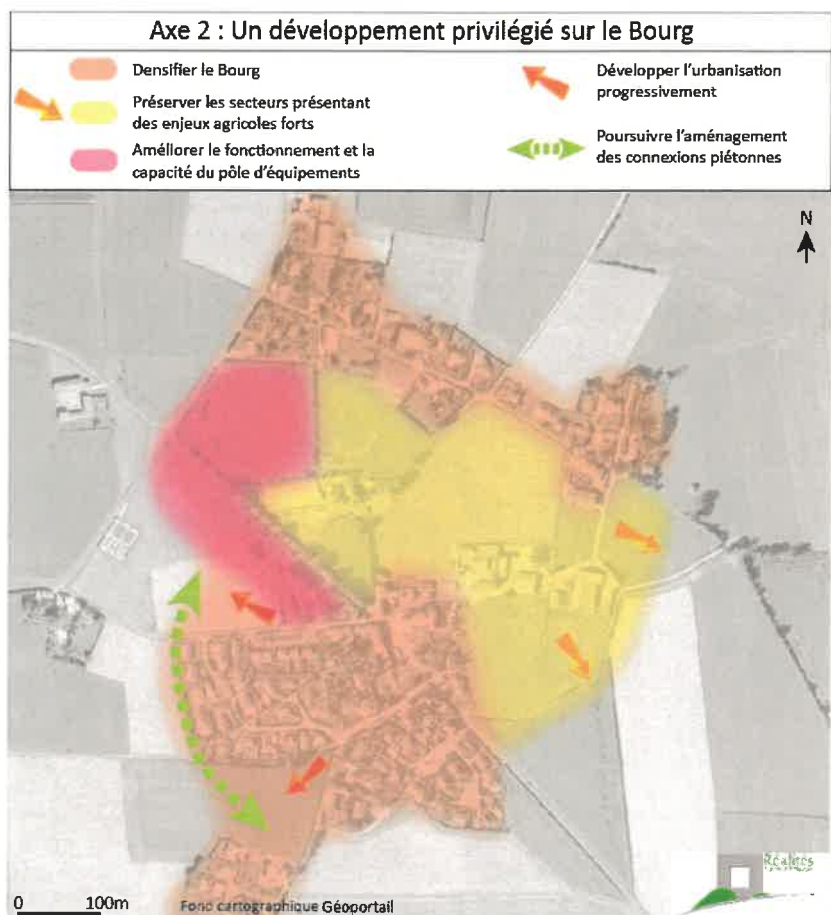 Axe 2 : Un développement privilégié sur le Bourg
Densifier le Bourg
Préserver les secteurs présentant
des enjeux agricoles forts
Améliorer le fonctionnement et la
capacité du pôle d'équipements
Développer l'urbanisation
progressivement
Poursuivre l'aménagement
des connexions piétonnes
N
Réalités
0 100m
Fond cartographique Géoportail